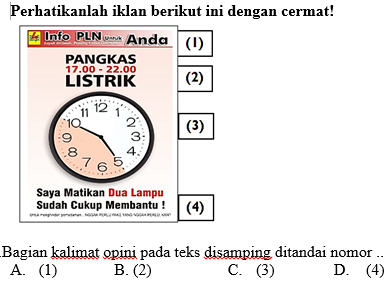 Perhatikanlah iklan berikut ini dengan cermat!
Info PLN Untuk Anda (1)
PANGKAS
17.00 - 22.00 (2)
LISTRIK
11 12 1
10 2
9 3 (3)
8 4
7 6 5
Saya Matikan Dua Lampu
Sudah Cukup Membantu ! (4)
Bagian kalimat opini pada teks disamping ditandai nomor ..
A. (1) B. (2) C. (3) D. (4)